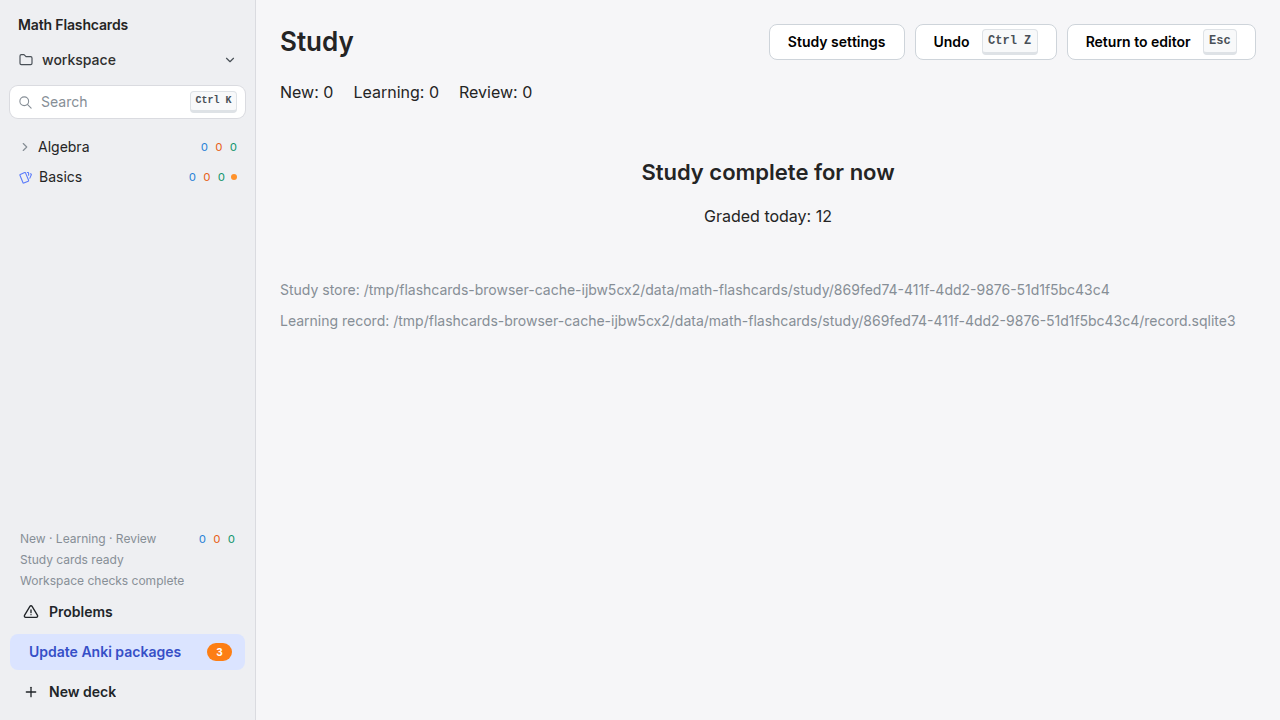 Math Flashcards
workspace
Search Ctrl K
Algebra 0 0 0
Basics 0 0 0
New · Learning · Review 0 0 0
Study cards ready
Workspace checks complete
Problems
Update Anki packages 3
New deck
Study
Study settings
Undo Ctrl Z
Return to editor Esc
New: 0 Learning: 0 Review: 0
Study complete for now
Graded today: 12
Study store: /tmp/flashcards-browser-cache-ijbw5cx2/data/math-flashcards/study/869fed74-411f-4dd2-9876-51d1f5bc43c4
Learning record: /tmp/flashcards-browser-cache-ijbw5cx2/data/math-flashcards/study/869fed74-411f-4dd2-9876-51d1f5bc43c4/record.sqlite3